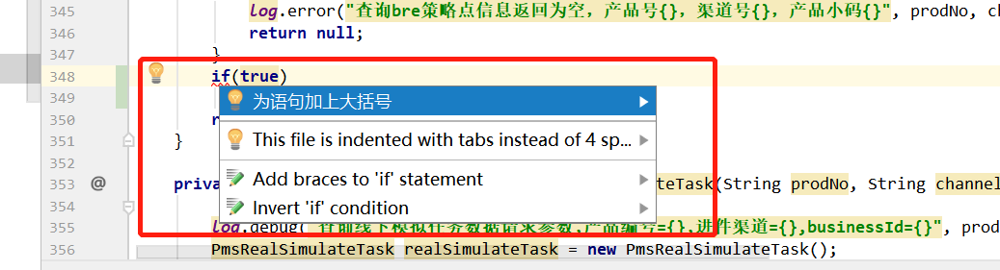 345 log.error("查询bre策略点信息返回为空，产品号{}，渠道号{}，产品小码{}", prodNo, ch
346 return null;
347 }
348 if(true)
349 为语句加上大括号
350 r
This file is indented with tabs instead of 4 sp...
351 }
352
Add braces to 'if' statement
353 @ priva teTask(String prodNo, String channel
354 Invert 'if' condition
355 log.debug("查前线下模拟任务数据请求参数,产品编号={},进件渠道={},businessId={}", prod
356 PmsRealSimulateTask realSimulateTask = new PmsRealSimulateTask();